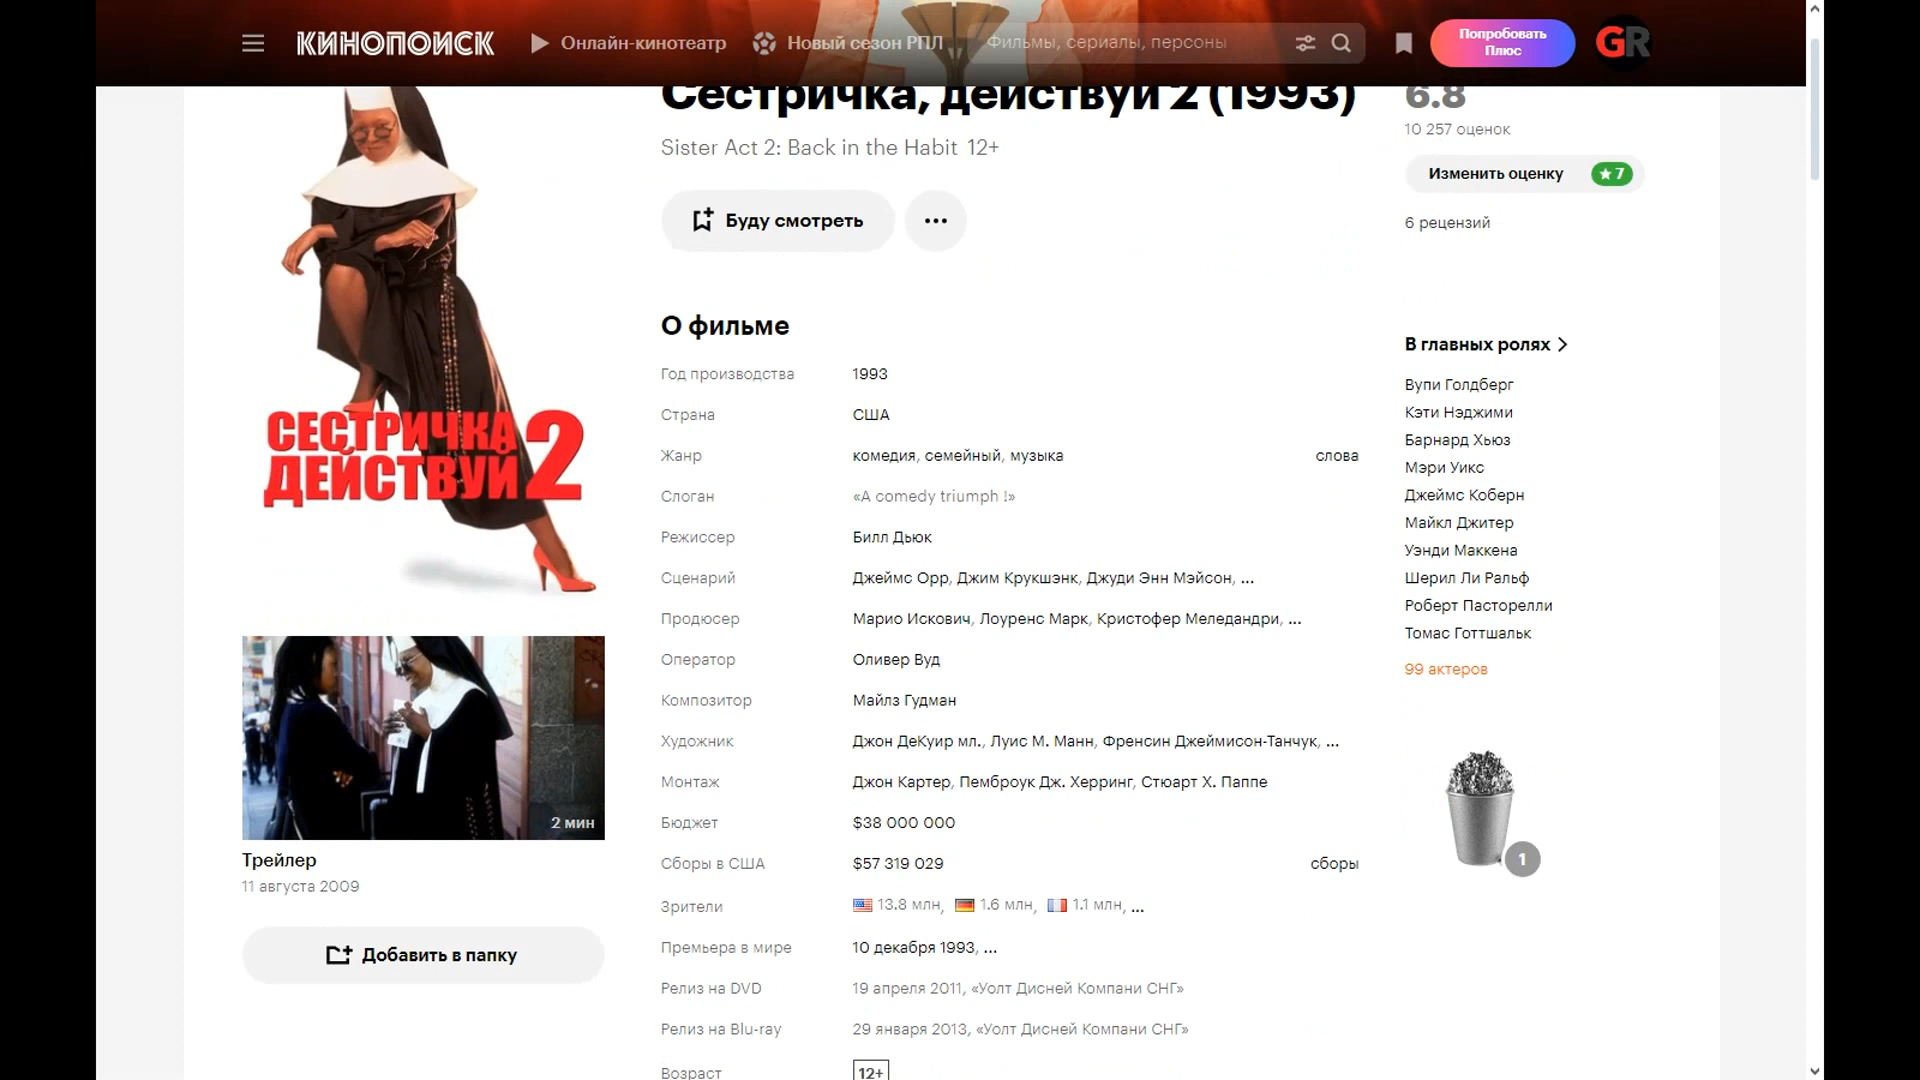 КИНОПОИСК
Онлайн-кинотеатр
Новый сезон РПЛ
Фильмы, сериалы, персоны
Попробовать
Плюс
GR
Сестричка, действуй 2 (1993)
Sister Act 2: Back in the Habit 12+
Буду смотреть
6.8
10 257 оценок
Изменить оценку
7
6 рецензий
СЕСТРИЧКА
ДЕЙСТВУЙ 2
2 мин
Трейлер
11 августа 2009
Добавить в папку
О фильме
Год производства 1993
Страна США
Жанр комедия, семейный, музыка слова
Слоган «A comedy triumph !»
Режиссер Билл Дьюк
Сценарий Джеймс Орр, Джим Крукшэнк, Джуди Энн Мэйсон, ...
Продюсер Марио Искович, Лоуренс Марк, Кристофер Меледандри, ...
Оператор Оливер Вуд
Композитор Майлз Гудман
Художник Джон ДеКуир мл., Луис М. Манн, Френсин Джеймисон-Танчук, ...
Монтаж Джон Картер, Пемброук Дж. Херринг, Стюарт Х. Паппе
Бюджет $38 000 000
Сборы в США $57 319 029 сборы
Зрители 13.8 млн, 1.6 млн, 1.1 млн, ...
Премьера в мире 10 декабря 1993, ...
Релиз на DVD 19 апреля 2011, «Уолт Дисней Компани СНГ»
Релиз на Blu-ray 29 января 2013, «Уолт Дисней Компани СНГ»
Возраст 12+
В главных ролях
Вупи Голдберг
Кэти Нэджими
Барнард Хьюз
Мэри Уикс
Джеймс Коберн
Майкл Джитер
Уэнди Маккена
Шерил Ли Ральф
Роберт Пасторелли
Томас Готтшальк
99 актеров
1